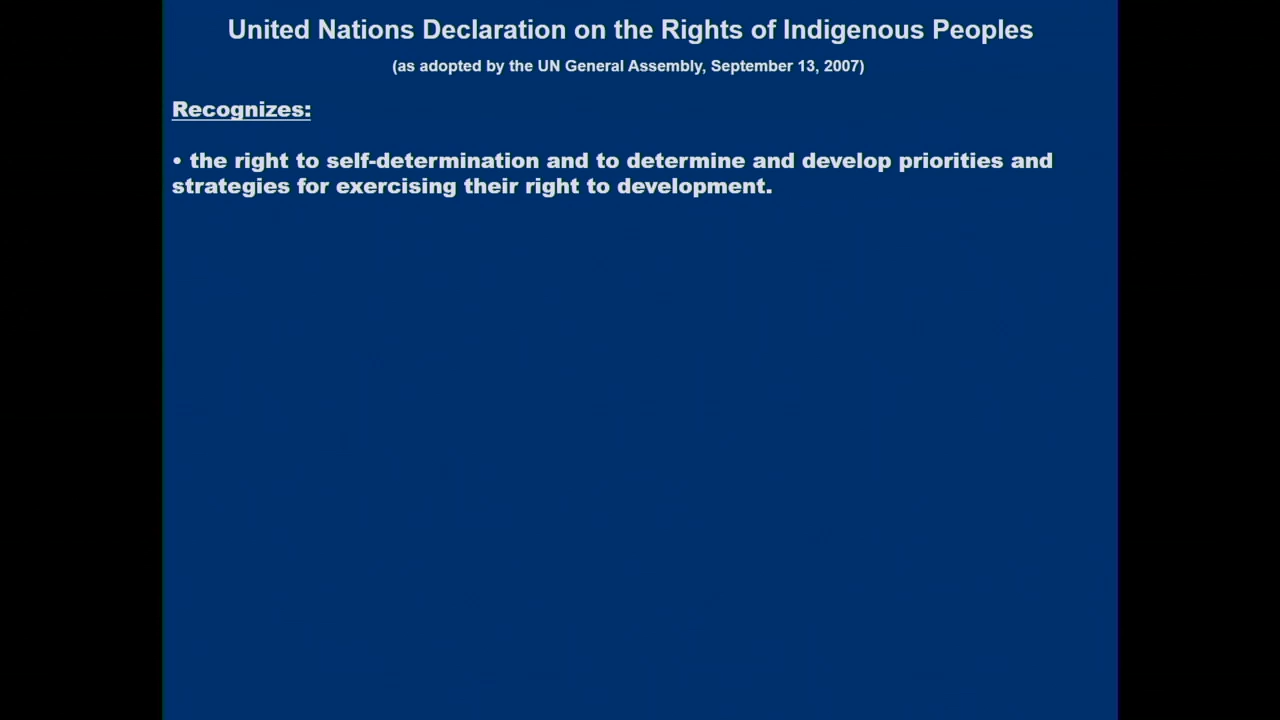 United Nations Declaration on the Rights of Indigenous Peoples
(as adopted by the UN General Assembly, September 13, 2007)
Recognizes:
• the right to self-determination and to determine and develop priorities and
strategies for exercising their right to development.